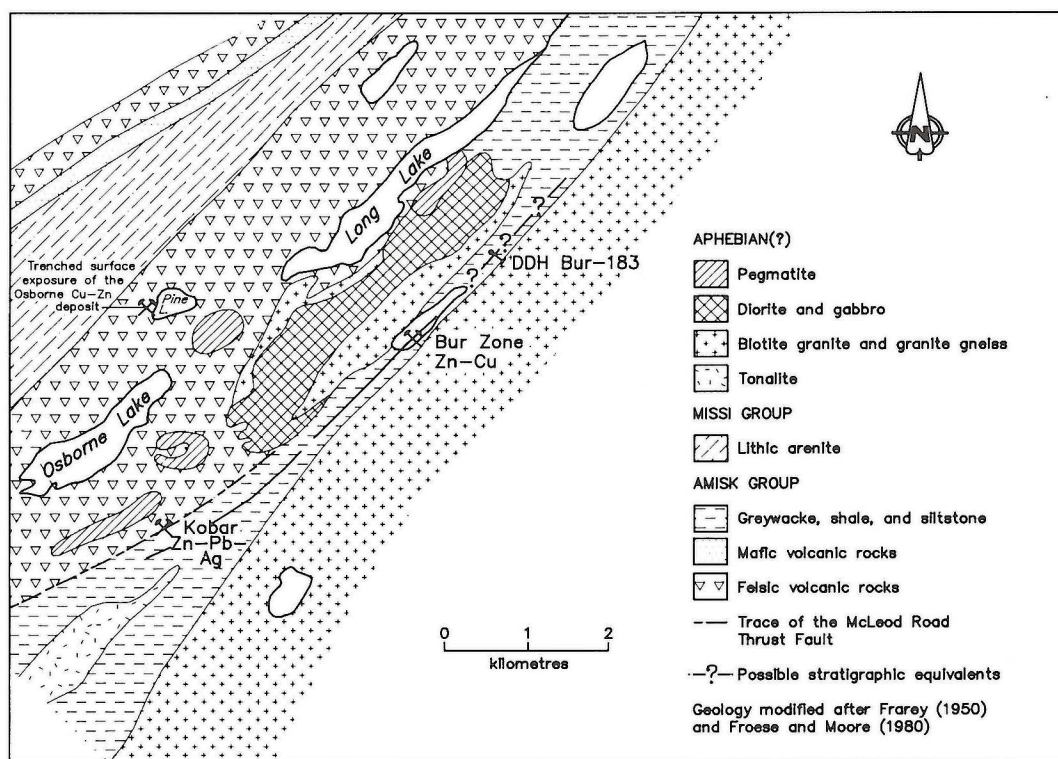 Long Lake
N
Trenched surface
exposure of the
Osborne Cu-Zn
deposit
Pine
L.
?
?
DDH Bur-183
?
Bur Zone
Zn-Cu
Osborne Lake
Kobar
Zn-Pb-
Ag
0 1 2
kilometres
APHEBIAN(?)
Pegmatite
Diorite and gabbro
Biotite granite and granite gneiss
Tonalite
MISSI GROUP
Lithic arenite
AMISK GROUP
Greywacke, shale, and siltstone
Mafic volcanic rocks
Felsic volcanic rocks
Trace of the McLeod Road
Thrust Fault
? Possible stratigraphic equivalents
Geology modified after Frarey (1950)
and Froese and Moore (1980)